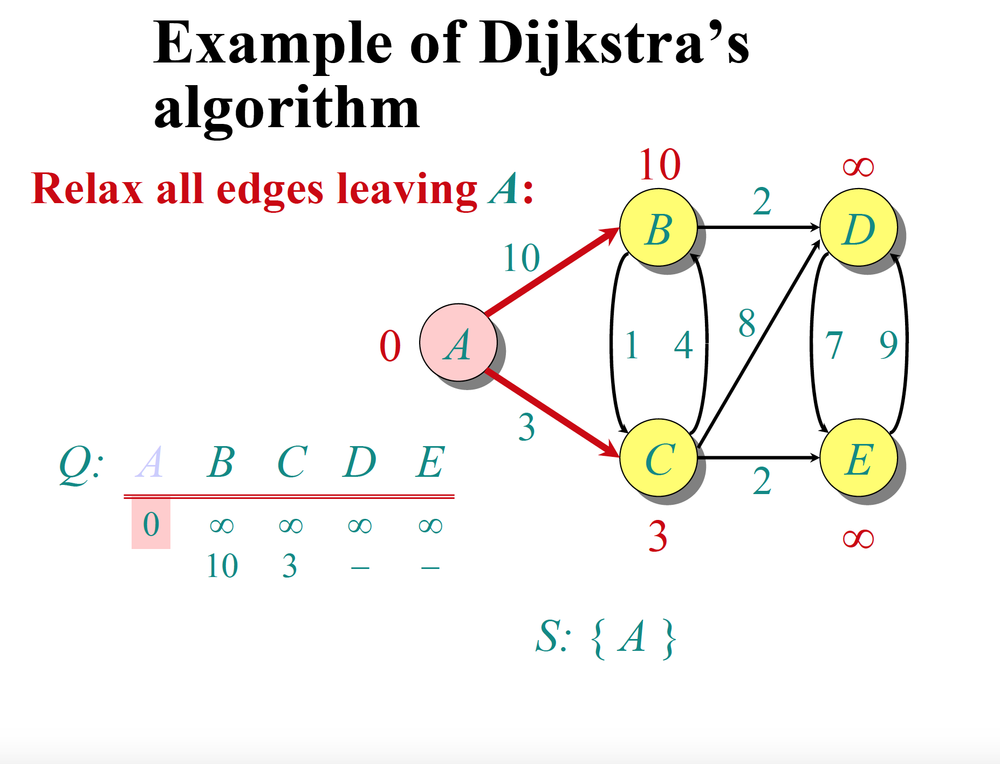 Example of Dijkstra’s
algorithm
Relax all edges leaving A:
10
∞
B
2
D
10
0
A
1
4
8
7
9
3
C
2
E
3
∞
Q: A B C D E
0 ∞ ∞ ∞ ∞
10 3 – –
S: { A }